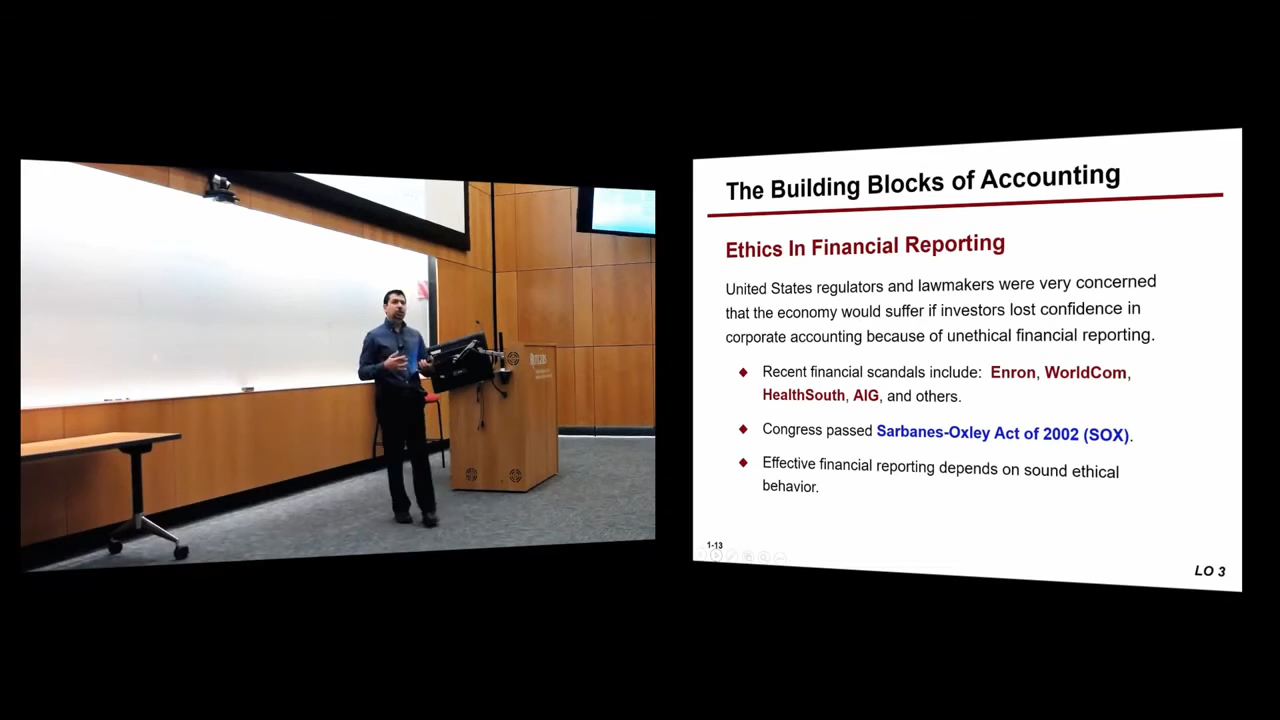 The Building Blocks of Accounting
Ethics In Financial Reporting
United States regulators and lawmakers were very concerned
that the economy would suffer if investors lost confidence in
corporate accounting because of unethical financial reporting.
Recent financial scandals include: Enron, WorldCom,
HealthSouth, AIG, and others.
Congress passed Sarbanes-Oxley Act of 2002 (SOX).
Effective financial reporting depends on sound ethical
behavior.
1-13
LO 3